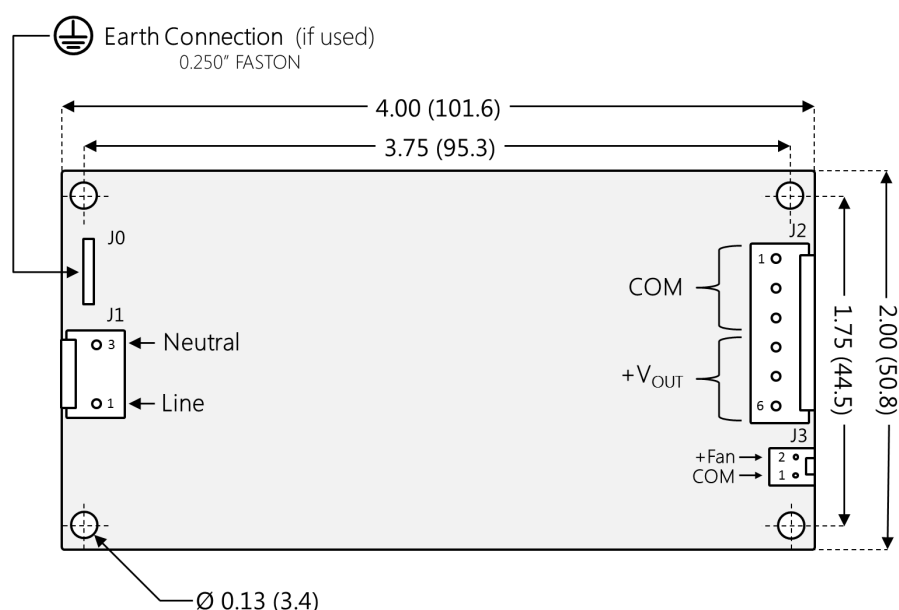 Earth Connection (if used)
0.250" FASTON
4.00 (101.6)
3.75 (95.3)
J0
J2
1
COM
J1
3
Neutral
+VOUT
1.75 (44.5)
2.00 (50.8)
1
Line
6
J3
+Fan
2
COM
1
Ø 0.13 (3.4)